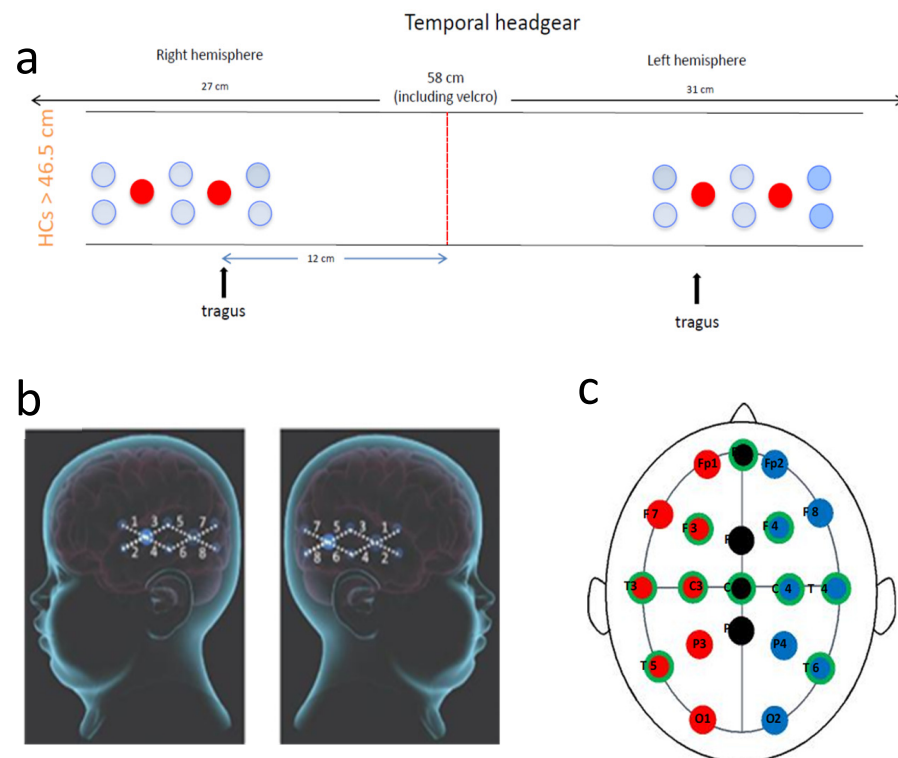 Temporal headgear
a
Right hemisphere
Left hemisphere
27 cm
58 cm
(including velcro)
31 cm
HCs > 46.5 cm
12 cm
tragus
tragus
b
c
1 3 5 7
2 4 6 8
7 5 3 1
8 6 4 2
Fp1
Fp2
F7
F3
F
F4
F8
T3
C3
C
C4
T4
P
P3
P4
T5
T6
O1
O2